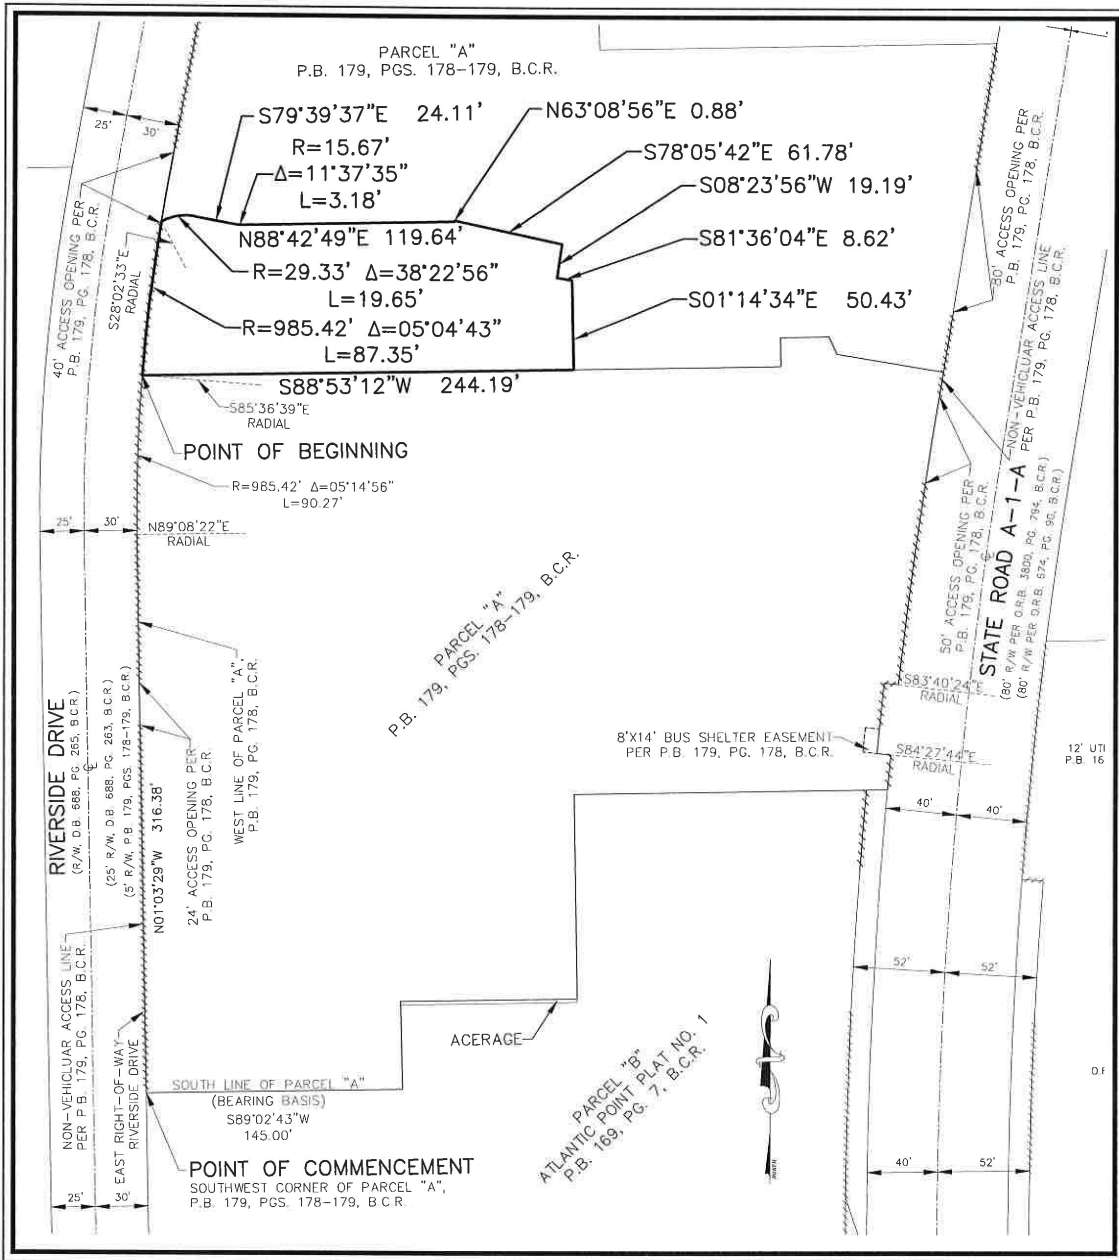 PARCEL "A"
P.B. 179, PGS. 178-179, B.C.R.
25'
30'
S79°39'37"E 24.11'
N63°08'56"E 0.88'
R=15.67'
Δ=11°37'35"
L=3.18'
S78°05'42"E 61.78'
S08°23'56"W 19.19'
N88°42'49"E 119.64'
S81°36'04"E 8.62'
R=29.33' Δ=38°22'56"
L=19.65'
S01°14'34"E 50.43'
R=985.42' Δ=05°04'43"
L=87.35'
S88°53'12"W 244.19'
40' ACCESS OPENING PER
P.B. 179, PG. 178, B.C.R.
S28°02'33"E
RADIAL
80' ACCESS OPENING PER
P.B. 179, PG. 178, B.C.R.
NON-VEHICLUAR ACCESS LINE
PER P.B. 179, PG. 178, B.C.R.
S85°36'39"E
RADIAL
POINT OF BEGINNING
R=985.42' Δ=05°14'56"
L=90.27'
25'
30'
N89°08'22"E
RADIAL
PARCEL "A"
P.B. 179, PGS. 178-179, B.C.R.
50' ACCESS OPENING PER
P.B. 179, PG. 178, B.C.R.
STATE ROAD A-1-A
(80' R/W PER O.R.B. 3800, PG. 794, B.C.R.)
(80' R/W PER D.R.B. 574, PG. 90, B.C.R.)
S83°40'24"E
RADIAL
8'X14' BUS SHELTER EASEMENT
PER P.B. 179, PG. 178, B.C.R.
S84°27'44"E
RADIAL
12' UTI
P.B. 16
RIVERSIDE DRIVE
(R/W, D.B. 688, PG. 265, B.C.R.)
(25' R/W, D.B. 688, PG. 263, B.C.R.)
(5' R/W, P.B. 179, PGS. 178-179, B.C.R.)
N01°03'29"W 316.38'
24' ACCESS OPENING PER
P.B. 179, PG. 178, B.C.R.
WEST LINE OF PARCEL "A",
P.B. 179, PG. 178, B.C.R.
40'
40'
52'
52'
NON-VEHICLUAR ACCESS LINE
PER P.B. 179, PG. 178, B.C.R.
EAST RIGHT-OF-WAY
RIVERSIDE DRIVE
ACERAGE
PARCEL "B"
ATLANTIC POINT PLAT NO. 1
P.B. 169, PG. 7, B.C.R.
NORTH
SOUTH LINE OF PARCEL "A"
(BEARING BASIS)
S89°02'43"W
145.00'
POINT OF COMMENCEMENT
SOUTHWEST CORNER OF PARCEL "A",
P.B. 179, PGS. 178-179, B.C.R.
25'
30'
40'
52'